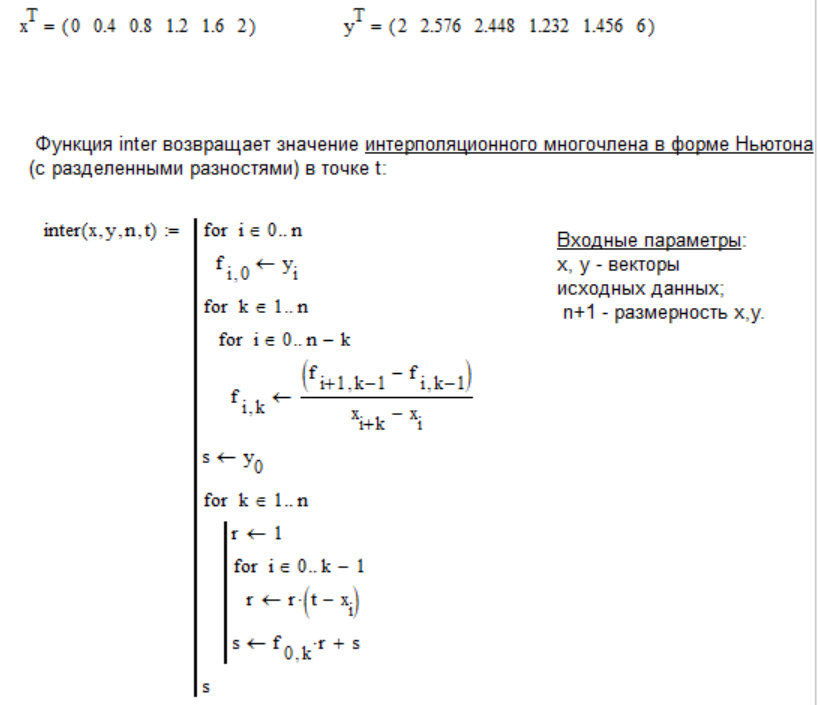 x^T = (0 0.4 0.8 1.2 1.6 2) y^T = (2 2.576 2.448 1.232 1.456 6)
Функция inter возвращает значение интерполяционного многочлена в форме Ньютона
(с разделенными разностями) в точке t:
inter(x,y,n,t) := for i ∈ 0..n
f_{i,0} ← y_i
for k ∈ 1..n
for i ∈ 0..n − k
f_{i,k} ← (f_{i+1,k−1} − f_{i,k−1}) / (x_{i+k} − x_i)
s ← y_0
for k ∈ 1..n
r ← 1
for i ∈ 0..k − 1
r ← r·(t − x_i)
s ← f_{0,k}·r + s
s
Входные параметры:
x, y - векторы
исходных данных;
n+1 - размерность x,y.